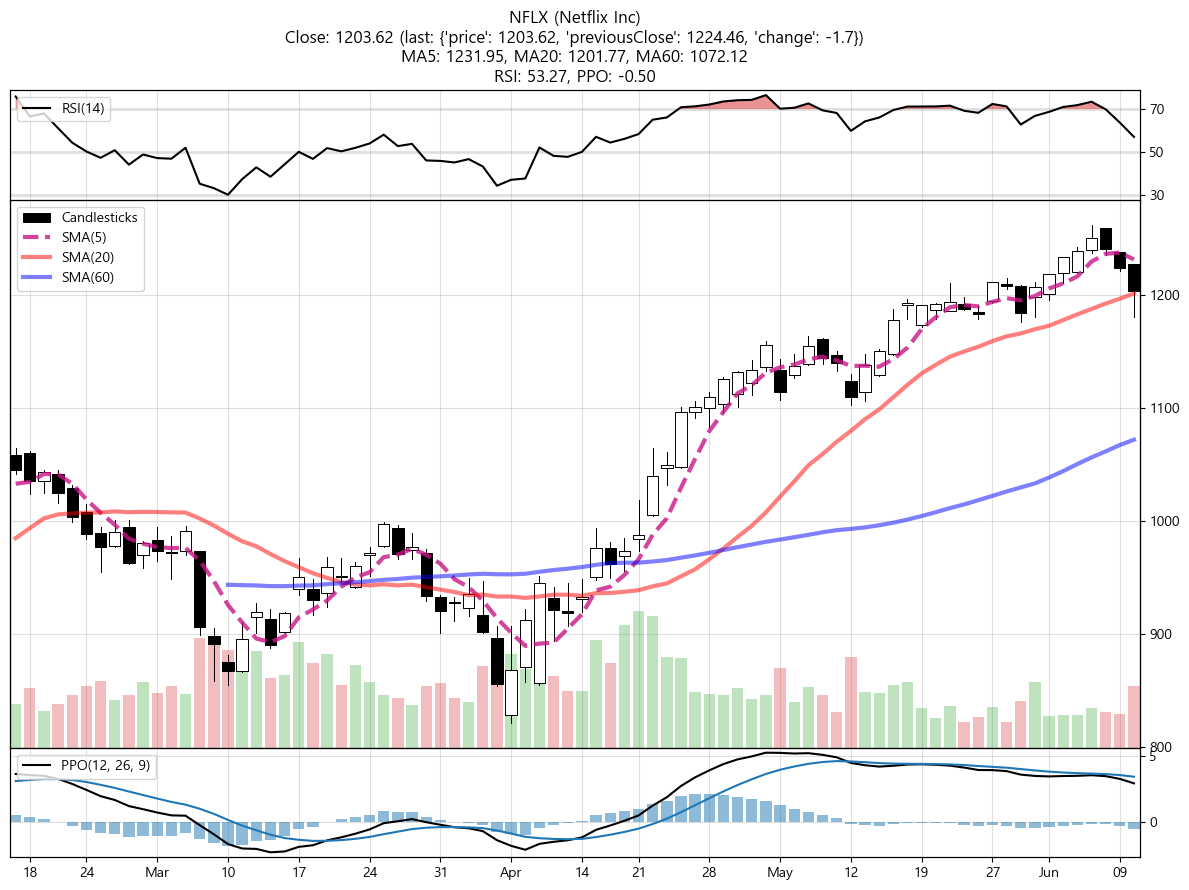 NFLX (Netflix Inc)
Close: 1203.62 (last: {'price': 1203.62, 'previousClose': 1224.46, 'change': -1.7})
MA5: 1231.95, MA20: 1201.77, MA60: 1072.12
RSI: 53.27, PPO: -0.50
RSI(14)
70
50
30
Candlesticks
SMA(5)
SMA(20)
SMA(60)
1200
1100
1000
900
800
PPO(12, 26, 9)
5
0
18 24 Mar 10 17 24 31 Apr 14 21 28 May 12 19 27 Jun 09